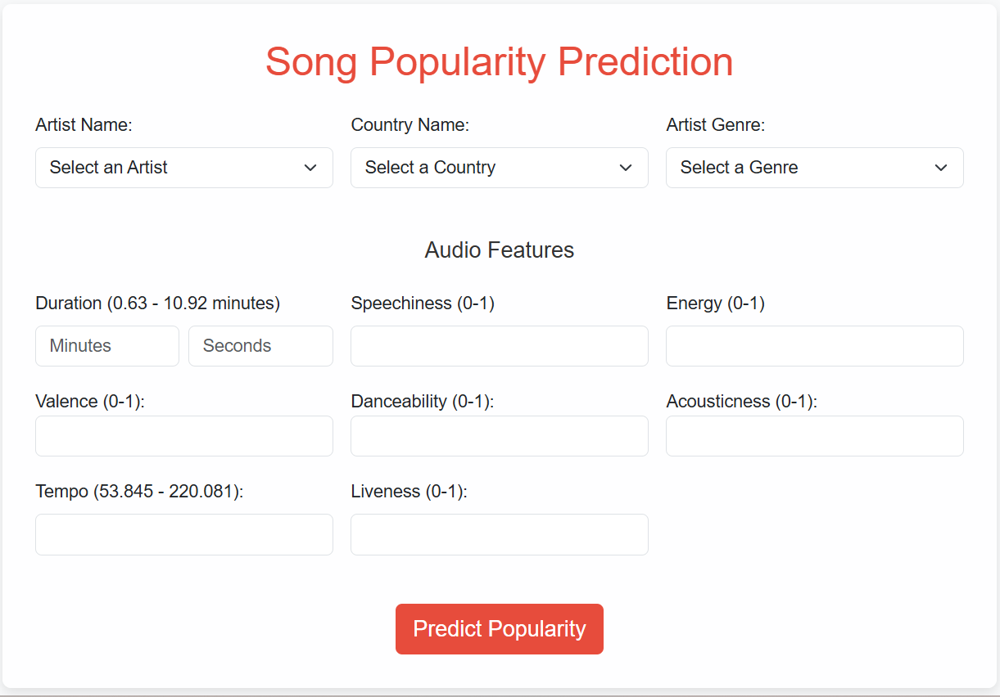 Song Popularity Prediction
Artist Name: Country Name: Artist Genre:
Select an Artist Select a Country Select a Genre
Audio Features
Duration (0.63 - 10.92 minutes) Speechiness (0-1) Energy (0-1)
Minutes Seconds
Valence (0-1): Danceability (0-1): Acousticness (0-1):
Tempo (53.845 - 220.081): Liveness (0-1):
Predict Popularity